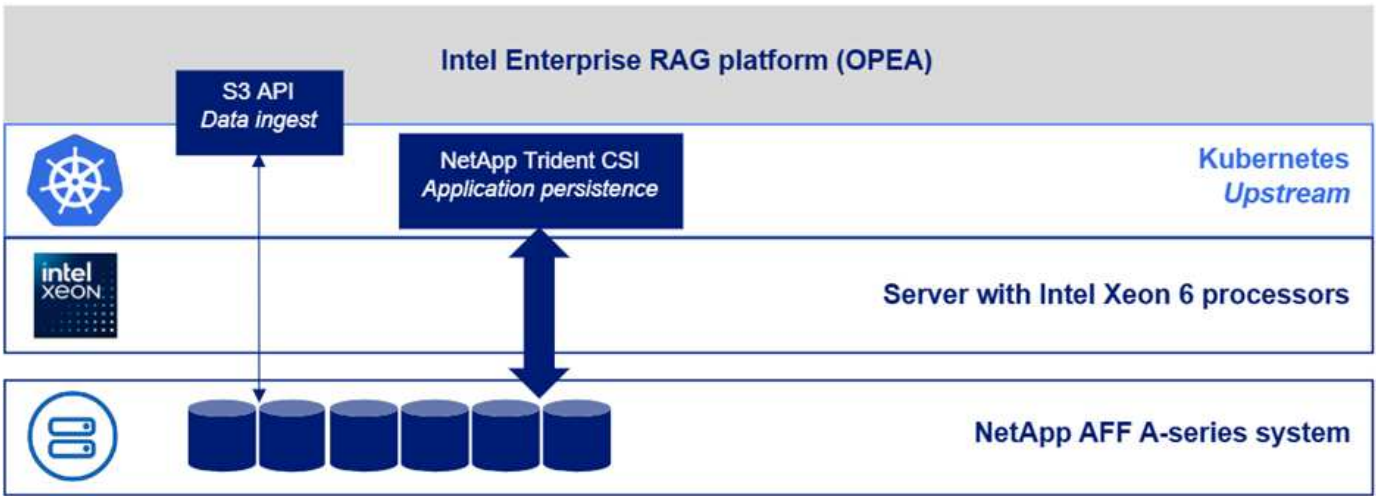 Intel Enterprise RAG platform (OPEA)
S3 API
Data ingest
NetApp Trident CSI
Application persistence
Kubernetes
Upstream
intel
XEON
Server with Intel Xeon 6 processors
NetApp AFF A-series system